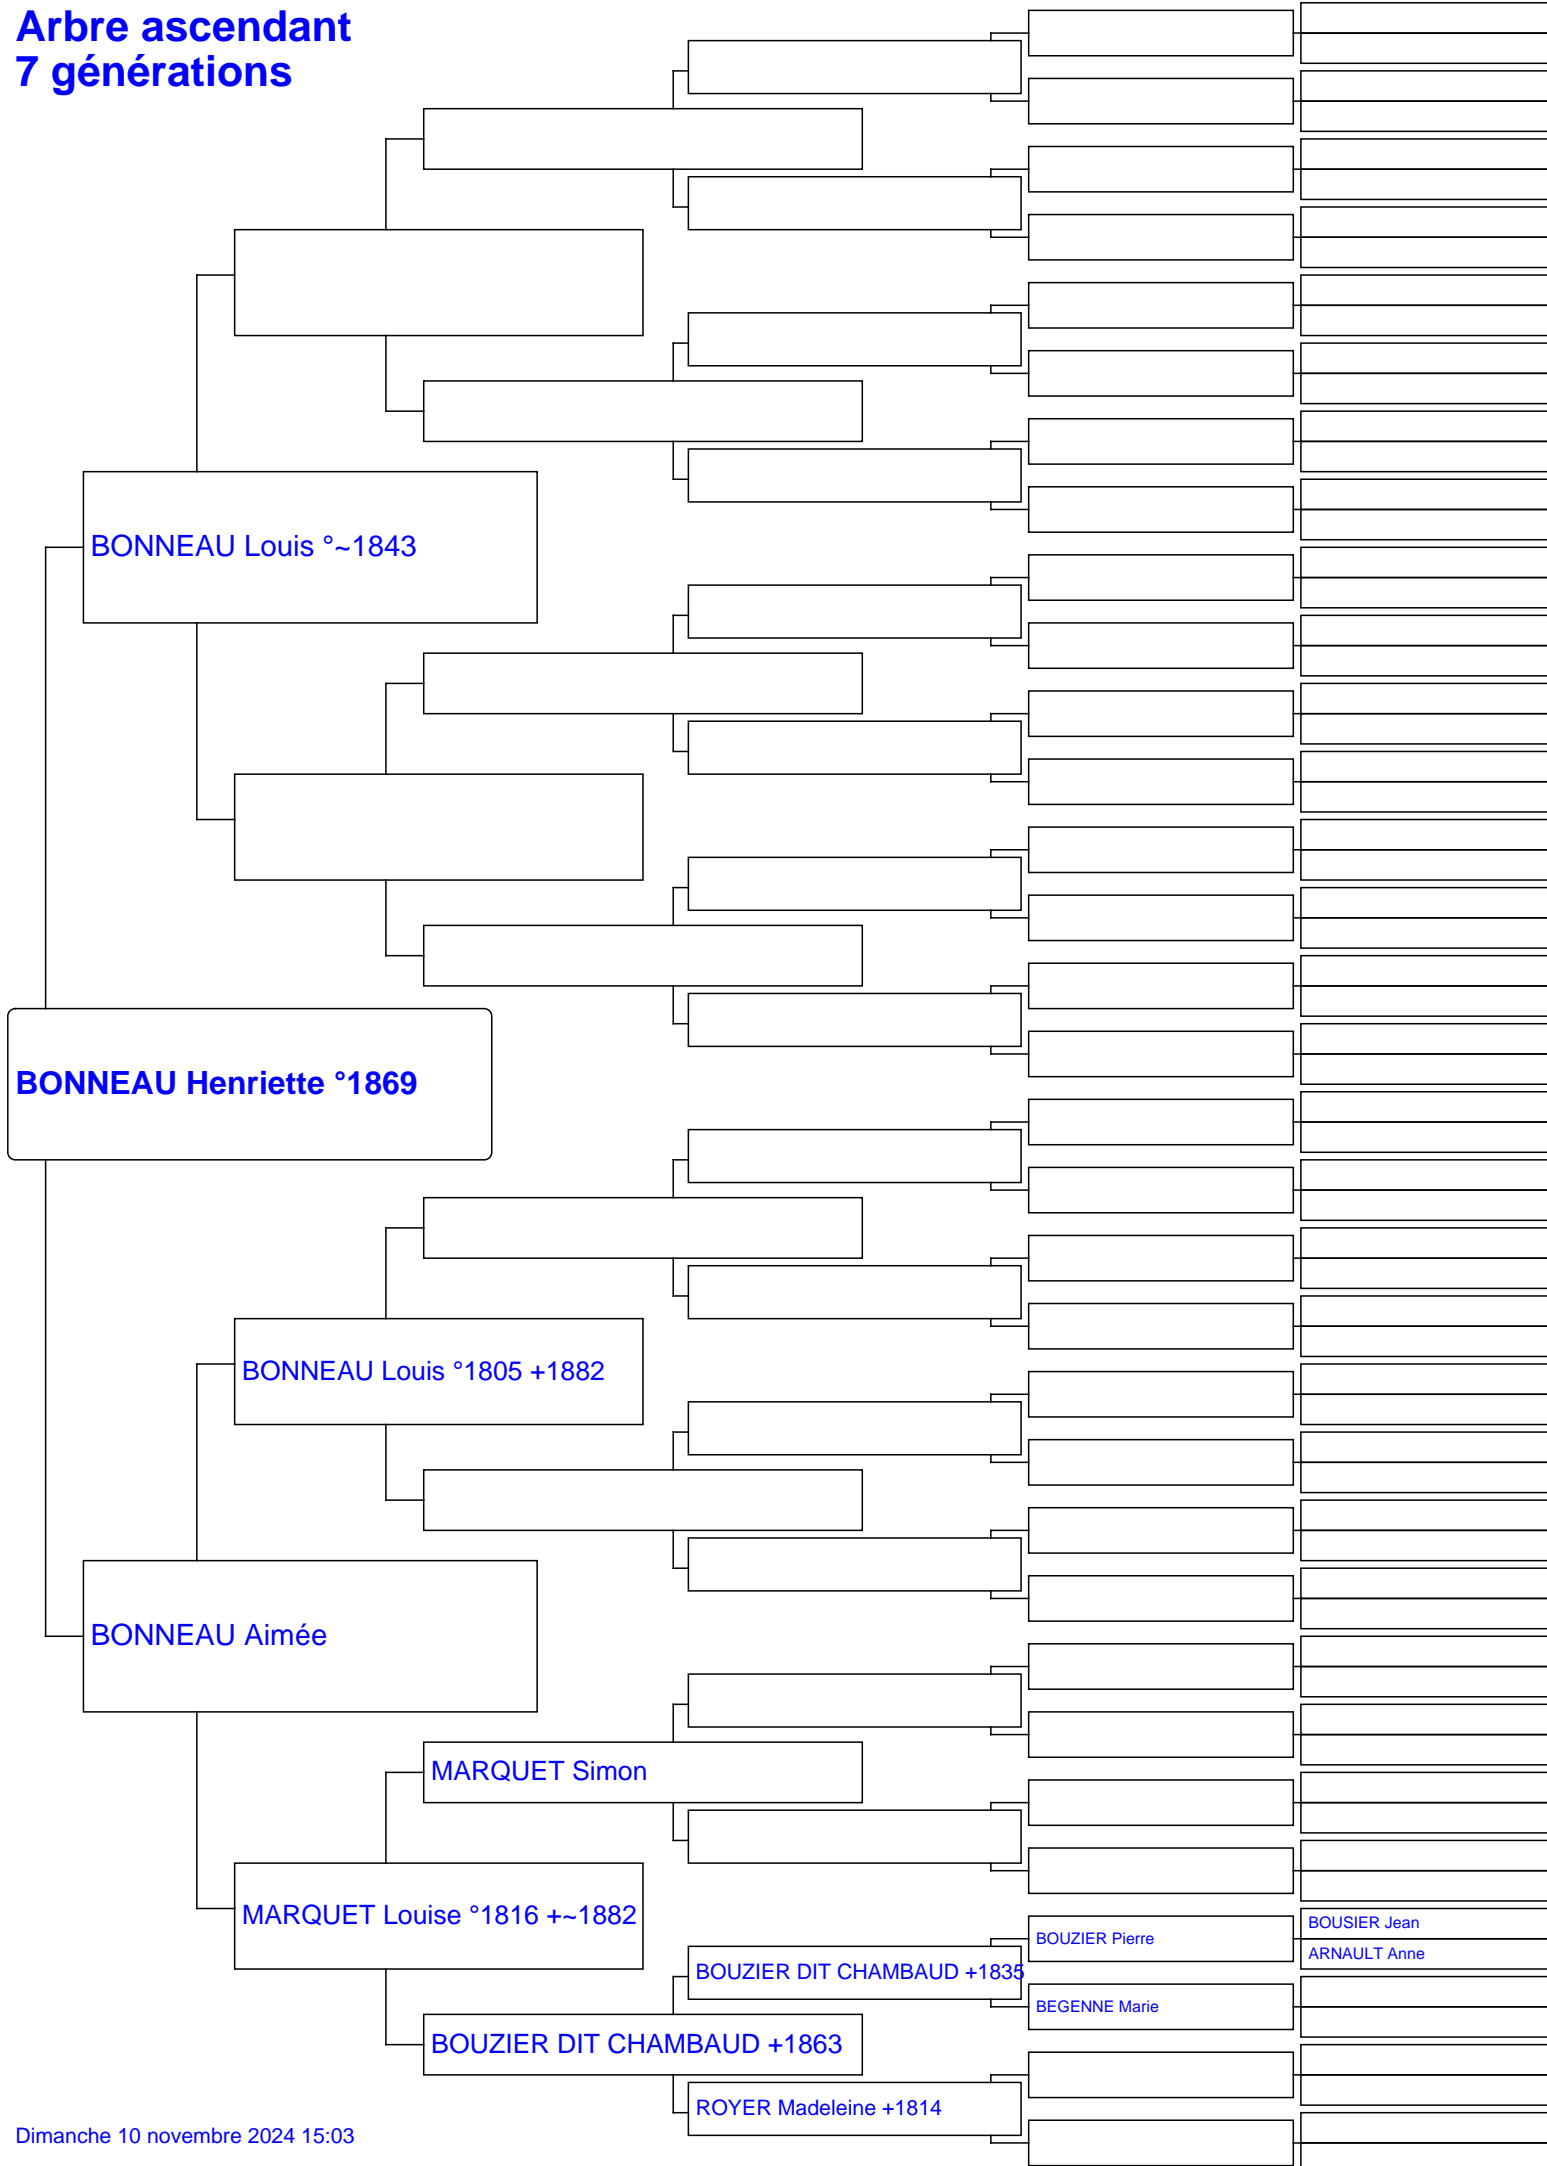 Arbre ascendant
7 générations
BONNEAU Louis °~1843
BONNEAU Henriette °1869
BONNEAU Louis °1805 +1882
BONNEAU Aimée
MARQUET Simon
MARQUET Louise °1816 +~1882
BOUSIER Jean
BOUZIER Pierre
ARNAULT Anne
BOUZIER DIT CHAMBAUD +1835
BEGENNE Marie
BOUZIER DIT CHAMBAUD +1863
ROYER Madeleine +1814
Dimanche 10 novembre 2024 15:03